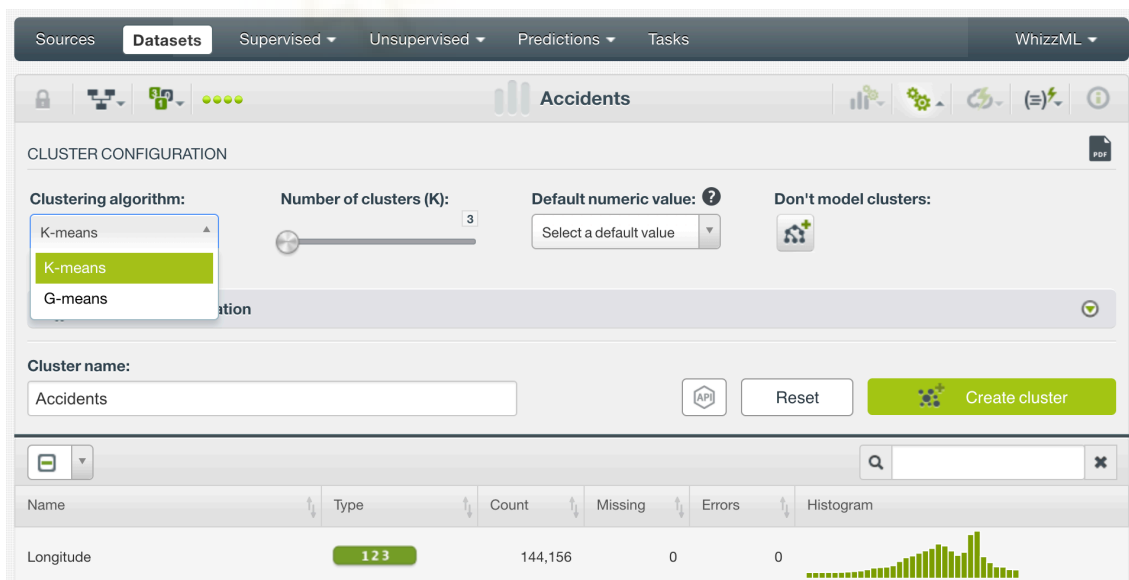 Sources Datasets Supervised Unsupervised Predictions Tasks WhizzML
Accidents
CLUSTER CONFIGURATION
PDF
Clustering algorithm: Number of clusters (K): Default numeric value: ? Don't model clusters:
3
K-means Select a default value
K-means
G-means
ation
Cluster name:
Accidents API Reset Create cluster
Name Type Count Missing Errors Histogram
Longitude 123 144,156 0 0